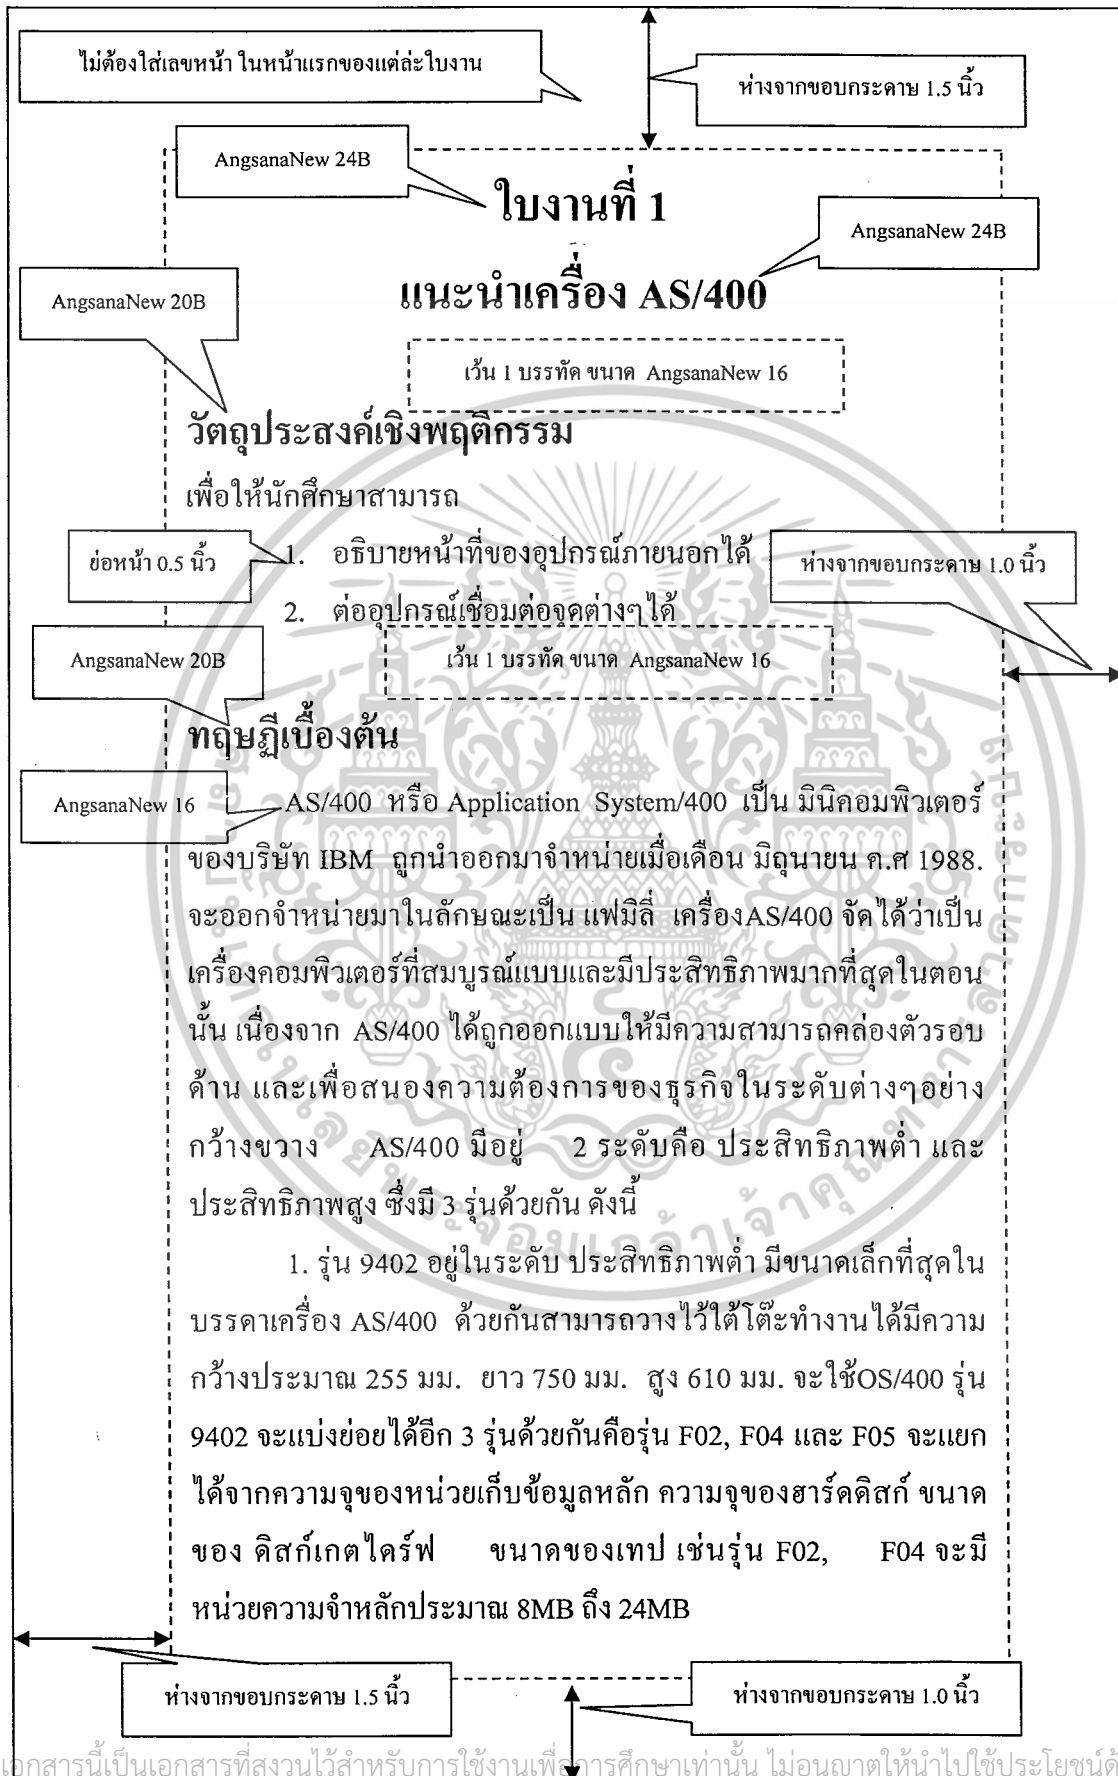 ไม่ต้องใส่เลขหน้า ในหน้าแรกของแต่ล่ะใบงาน
ห่างจากขอบกระดาษ 1.5 นิ้ว
AngsanaNew 24B
ใบงานที่ 1
AngsanaNew 24B
แนะนำเครื่อง AS/400
AngsanaNew 20B
เว้น 1 บรรทัด ขนาด AngsanaNew 16
วัตถุประสงค์เชิงพฤติกรรม
เพื่อให้นักศึกษาสามารถ
ย่อหน้า 0.5 นิ้ว
1. อธิบายหน้าที่ของอุปกรณ์ภายนอกได้
ห่างจากขอบกระดาษ 1.0 นิ้ว
2. ต่ออุปกรณ์เชื่อมต่อจุดต่างๆได้
AngsanaNew 20B
เว้น 1 บรรทัด ขนาด AngsanaNew 16
ทฤษฎีเบื้องต้น
AngsanaNew 16
AS/400 หรือ Application System/400 เป็น มินิคอมพิวเตอร์
ของบริษัท IBM ถูกนำออกมาจำหน่ายเมื่อเดือน มิถุนายน ค.ศ 1988.
จะออกจำหน่ายมาในลักษณะเป็น แฟมิลี่ เครื่องAS/400 จัดได้ว่าเป็น
เครื่องคอมพิวเตอร์ที่สมบูรณ์แบบและมีประสิทธิภาพมากที่สุดในตอน
นั้น เนื่องจาก AS/400 ได้ถูกออกแบบให้มีความสามารถคล่องตัวรอบ
ด้าน และเพื่อสนองความต้องการของธุรกิจในระดับต่างๆอย่าง
กว้างขวาง AS/400 มีอยู่ 2 ระดับคือ ประสิทธิภาพต่ำ และ
ประสิทธิภาพสูง ซึ่งมี 3 รุ่นด้วยกัน ดังนี้
1. รุ่น 9402 อยู่ในระดับ ประสิทธิภาพต่ำ มีขนาดเล็กที่สุดใน
บรรดาเครื่อง AS/400 ด้วยกันสามารถวางไว้ใต้โต๊ะทำงานได้มีความ
กว้างประมาณ 255 มม. ยาว 750 มม. สูง 610 มม. จะใช้OS/400 รุ่น
9402 จะแบ่งย่อยได้อีก 3 รุ่นด้วยกันคือรุ่น F02, F04 และ F05 จะแยก
ได้จากความจุของหน่วยเก็บข้อมูลหลัก ความจุของฮาร์ดดิสก์ ขนาด
ของ ดิสก์เกตไดร์ฟ ขนาดของเทป เช่นรุ่น F02, F04 จะมี
หน่วยความจำหลักประมาณ 8MB ถึง 24MB
ห่างจากขอบกระดาษ 1.5 นิ้ว
ห่างจากขอบกระดาษ 1.0 นิ้ว
เอกสารนี้เป็นเอกสารที่สงวนไว้สำหรับการใช้งานเพื่อการศึกษาเท่านั้น ไม่อนุญาตให้นำไปใช้ประโยชน์ด้